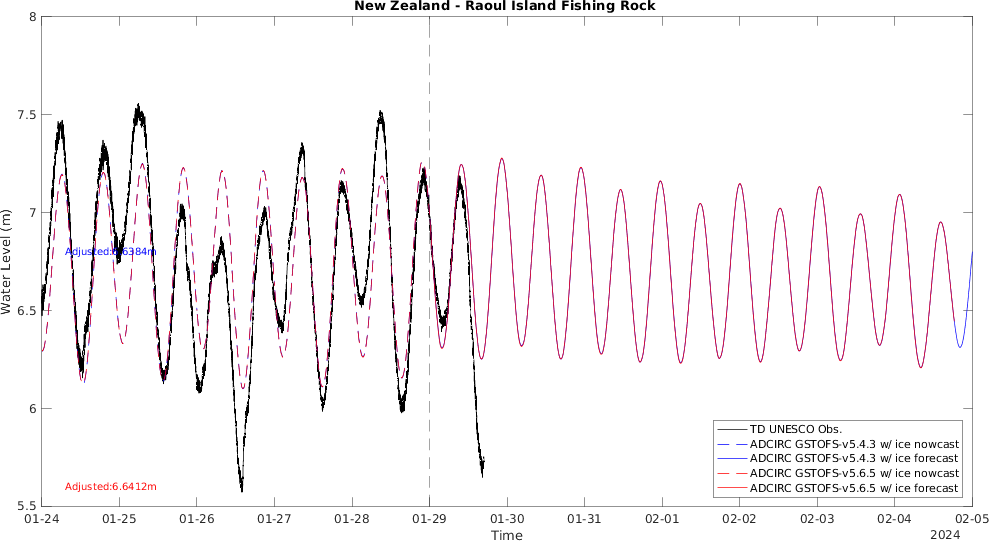 New Zealand - Raoul Island Fishing Rock
8
7.5
7
6.5
6
5.5
Water Level (m)
Adjusted:6.6384m
Adjusted:6.6412m
TD UNESCO Obs.
ADCIRC GSTOFS-v5.4.3 w/ ice nowcast
ADCIRC GSTOFS-v5.4.3 w/ ice forecast
ADCIRC GSTOFS-v5.6.5 w/ ice nowcast
ADCIRC GSTOFS-v5.6.5 w/ ice forecast
01-24 01-25 01-26 01-27 01-28 01-29 01-30 01-31 02-01 02-02 02-03 02-04 02-05
Time
2024